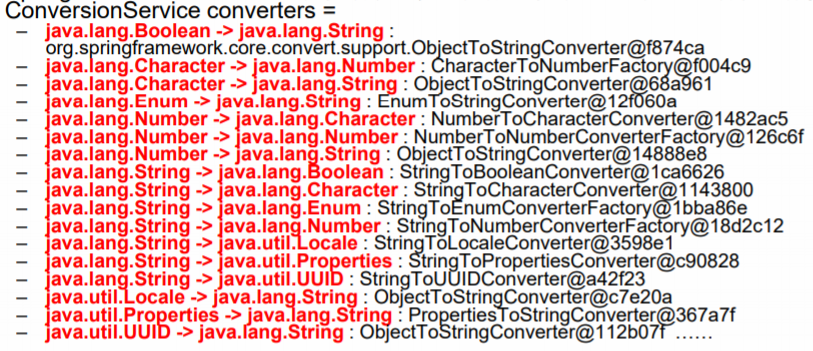 ConversionService converters =
– java.lang.Boolean -> java.lang.String :
org.springframework.core.convert.support.ObjectToStringConverter@f874ca
– java.lang.Character -> java.lang.Number : CharacterToNumberFactory@f004c9
– java.lang.Character -> java.lang.String : ObjectToStringConverter@68a961
– java.lang.Enum -> java.lang.String : EnumToStringConverter@12f060a
– java.lang.Number -> java.lang.Character : NumberToCharacterConverter@1482ac5
– java.lang.Number -> java.lang.Number : NumberToNumberConverterFactory@126c6f
– java.lang.Number -> java.lang.String : ObjectToStringConverter@14888e8
– java.lang.String -> java.lang.Boolean : StringToBooleanConverter@1ca6626
– java.lang.String -> java.lang.Character : StringToCharacterConverter@1143800
– java.lang.String -> java.lang.Enum : StringToEnumConverterFactory@1bba86e
– java.lang.String -> java.lang.Number : StringToNumberConverterFactory@18d2c12
– java.lang.String -> java.util.Locale : StringToLocaleConverter@3598e1
– java.lang.String -> java.util.Properties : StringToPropertiesConverter@c90828
– java.lang.String -> java.util.UUID : StringToUUIDConverter@a42f23
– java.util.Locale -> java.lang.String : ObjectToStringConverter@c7e20a
– java.util.Properties -> java.lang.String : PropertiesToStringConverter@367a7f
– java.util.UUID -> java.lang.String : ObjectToStringConverter@112b07f ……